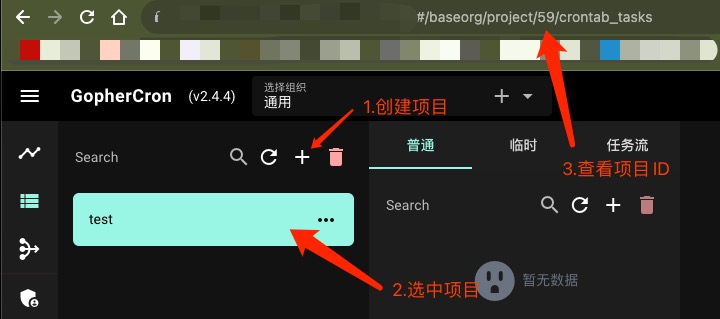 #/baseorg/project/59/crontab_tasks
GopherCron (v2.4.4)
选择组织
通用
1.创建项目
Search
普通 临时 任务流
3.查看项目ID
Search
test
2.选中项目
暂无数据